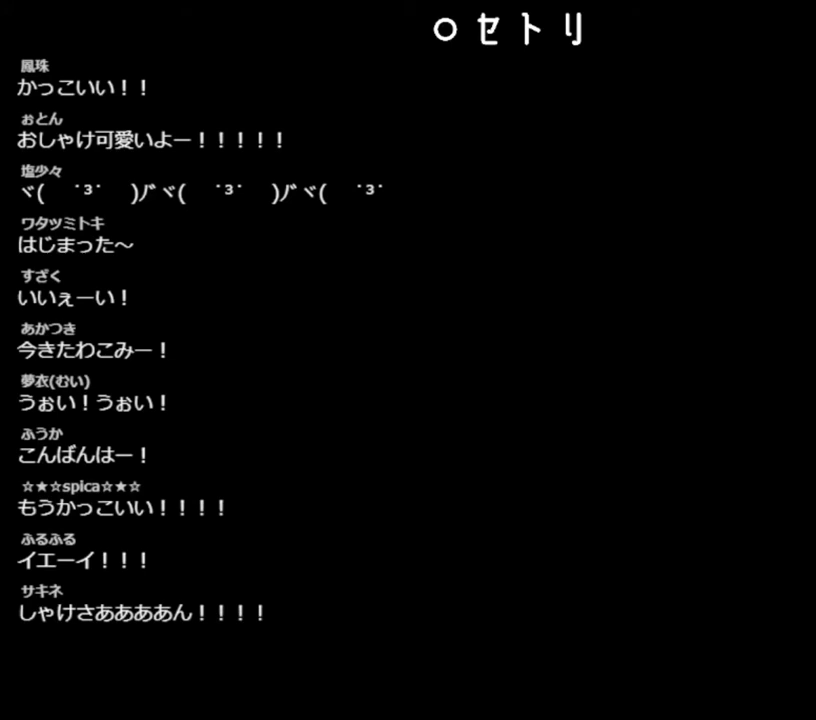 ○セトリ
鳳珠
かっこいい！！
ぉとん
おしゃけ可愛いよー！！！！！
塩少々
ヾ(　 ˙³˙　 )ﾉﾞヾ(　 ˙³˙　 )ﾉﾞヾ(　 ˙³˙
ワタツミトキ
はじまった～
すざく
いいぇーい！
あかつき
今きたわこみー！
夢衣(むい)
うぉい！うぉい！
ふうか
こんばんはー！
☆★☆spica☆★☆
もうかっこいい！！！！
ふるふる
イエーイ！！！
サキネ
しゃけさああああん！！！！